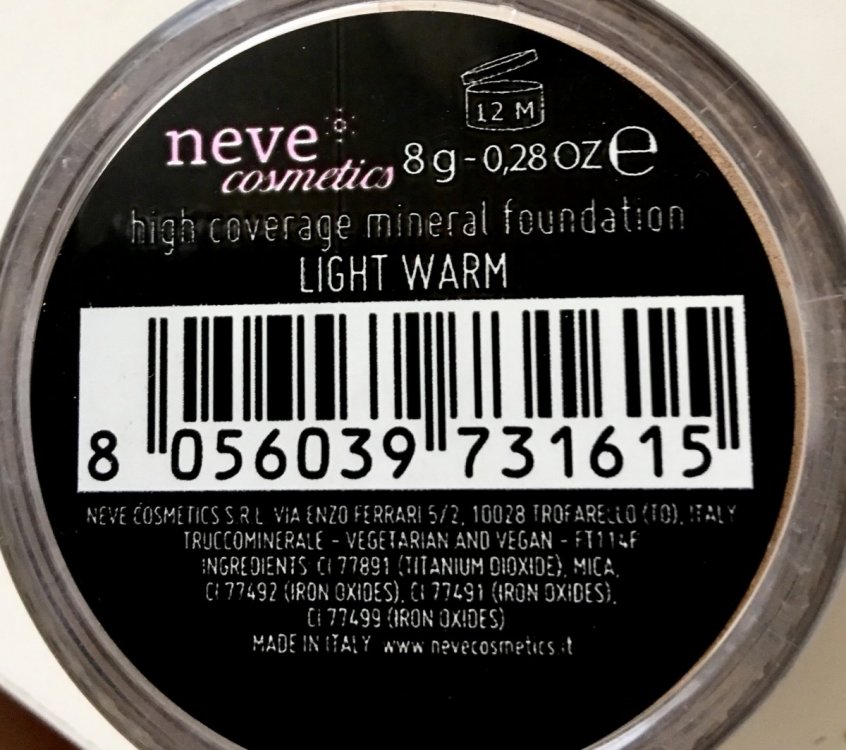 12 M
neve
cosmetics
8 g - 0,28 OZ e
high coverage mineral foundation
LIGHT WARM
8 056039 731615
NEVE COSMETICS S.R.L. VIA ENZO FERRARI 5/2, 10028 TROFARELLO (TO), ITALY
TRUCCOMINERALE - VEGETARIAN AND VEGAN - FT114F
INGREDIENTS: CI 77891 (TITANIUM DIOXIDE), MICA,
CI 77492 (IRON OXIDES), CI 77491 (IRON OXIDES),
CI 77499 (IRON OXIDES)
MADE IN ITALY www.nevecosmetics.it